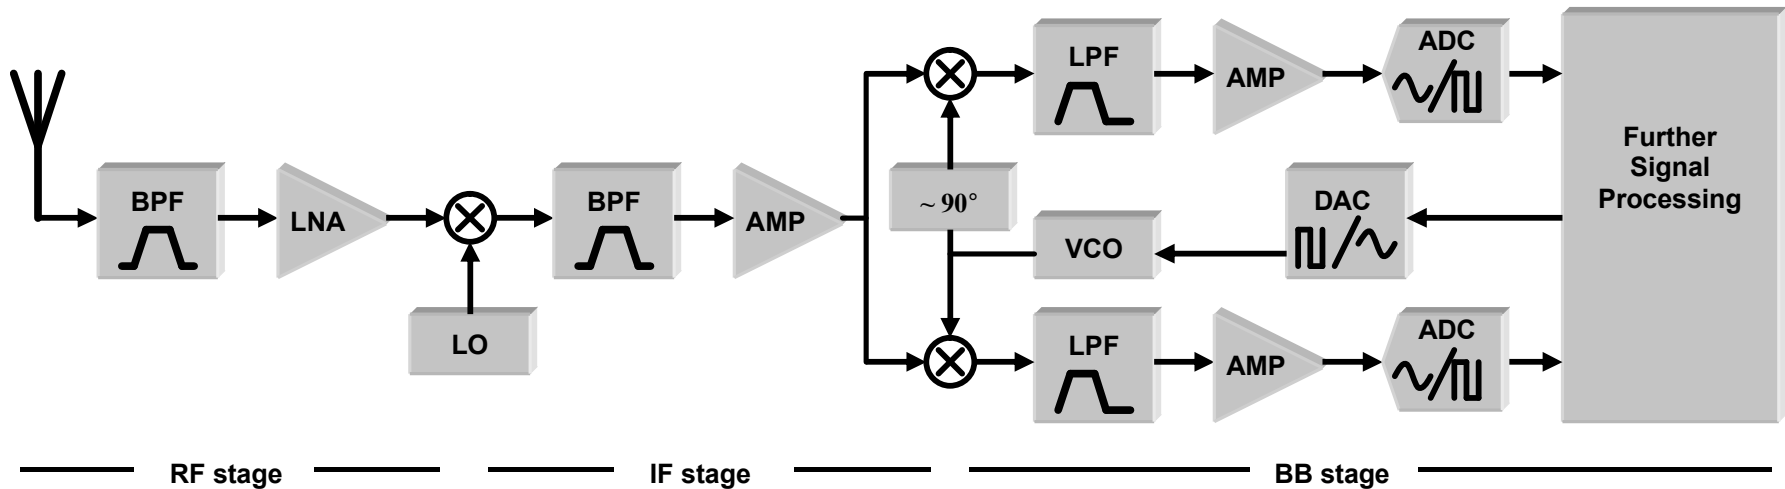 LPF
AMP
ADC
Further
Signal
Processing
BPF
LNA
BPF
AMP
~ 90°
DAC
VCO
LO
LPF
AMP
ADC
RF stage
IF stage
BB stage